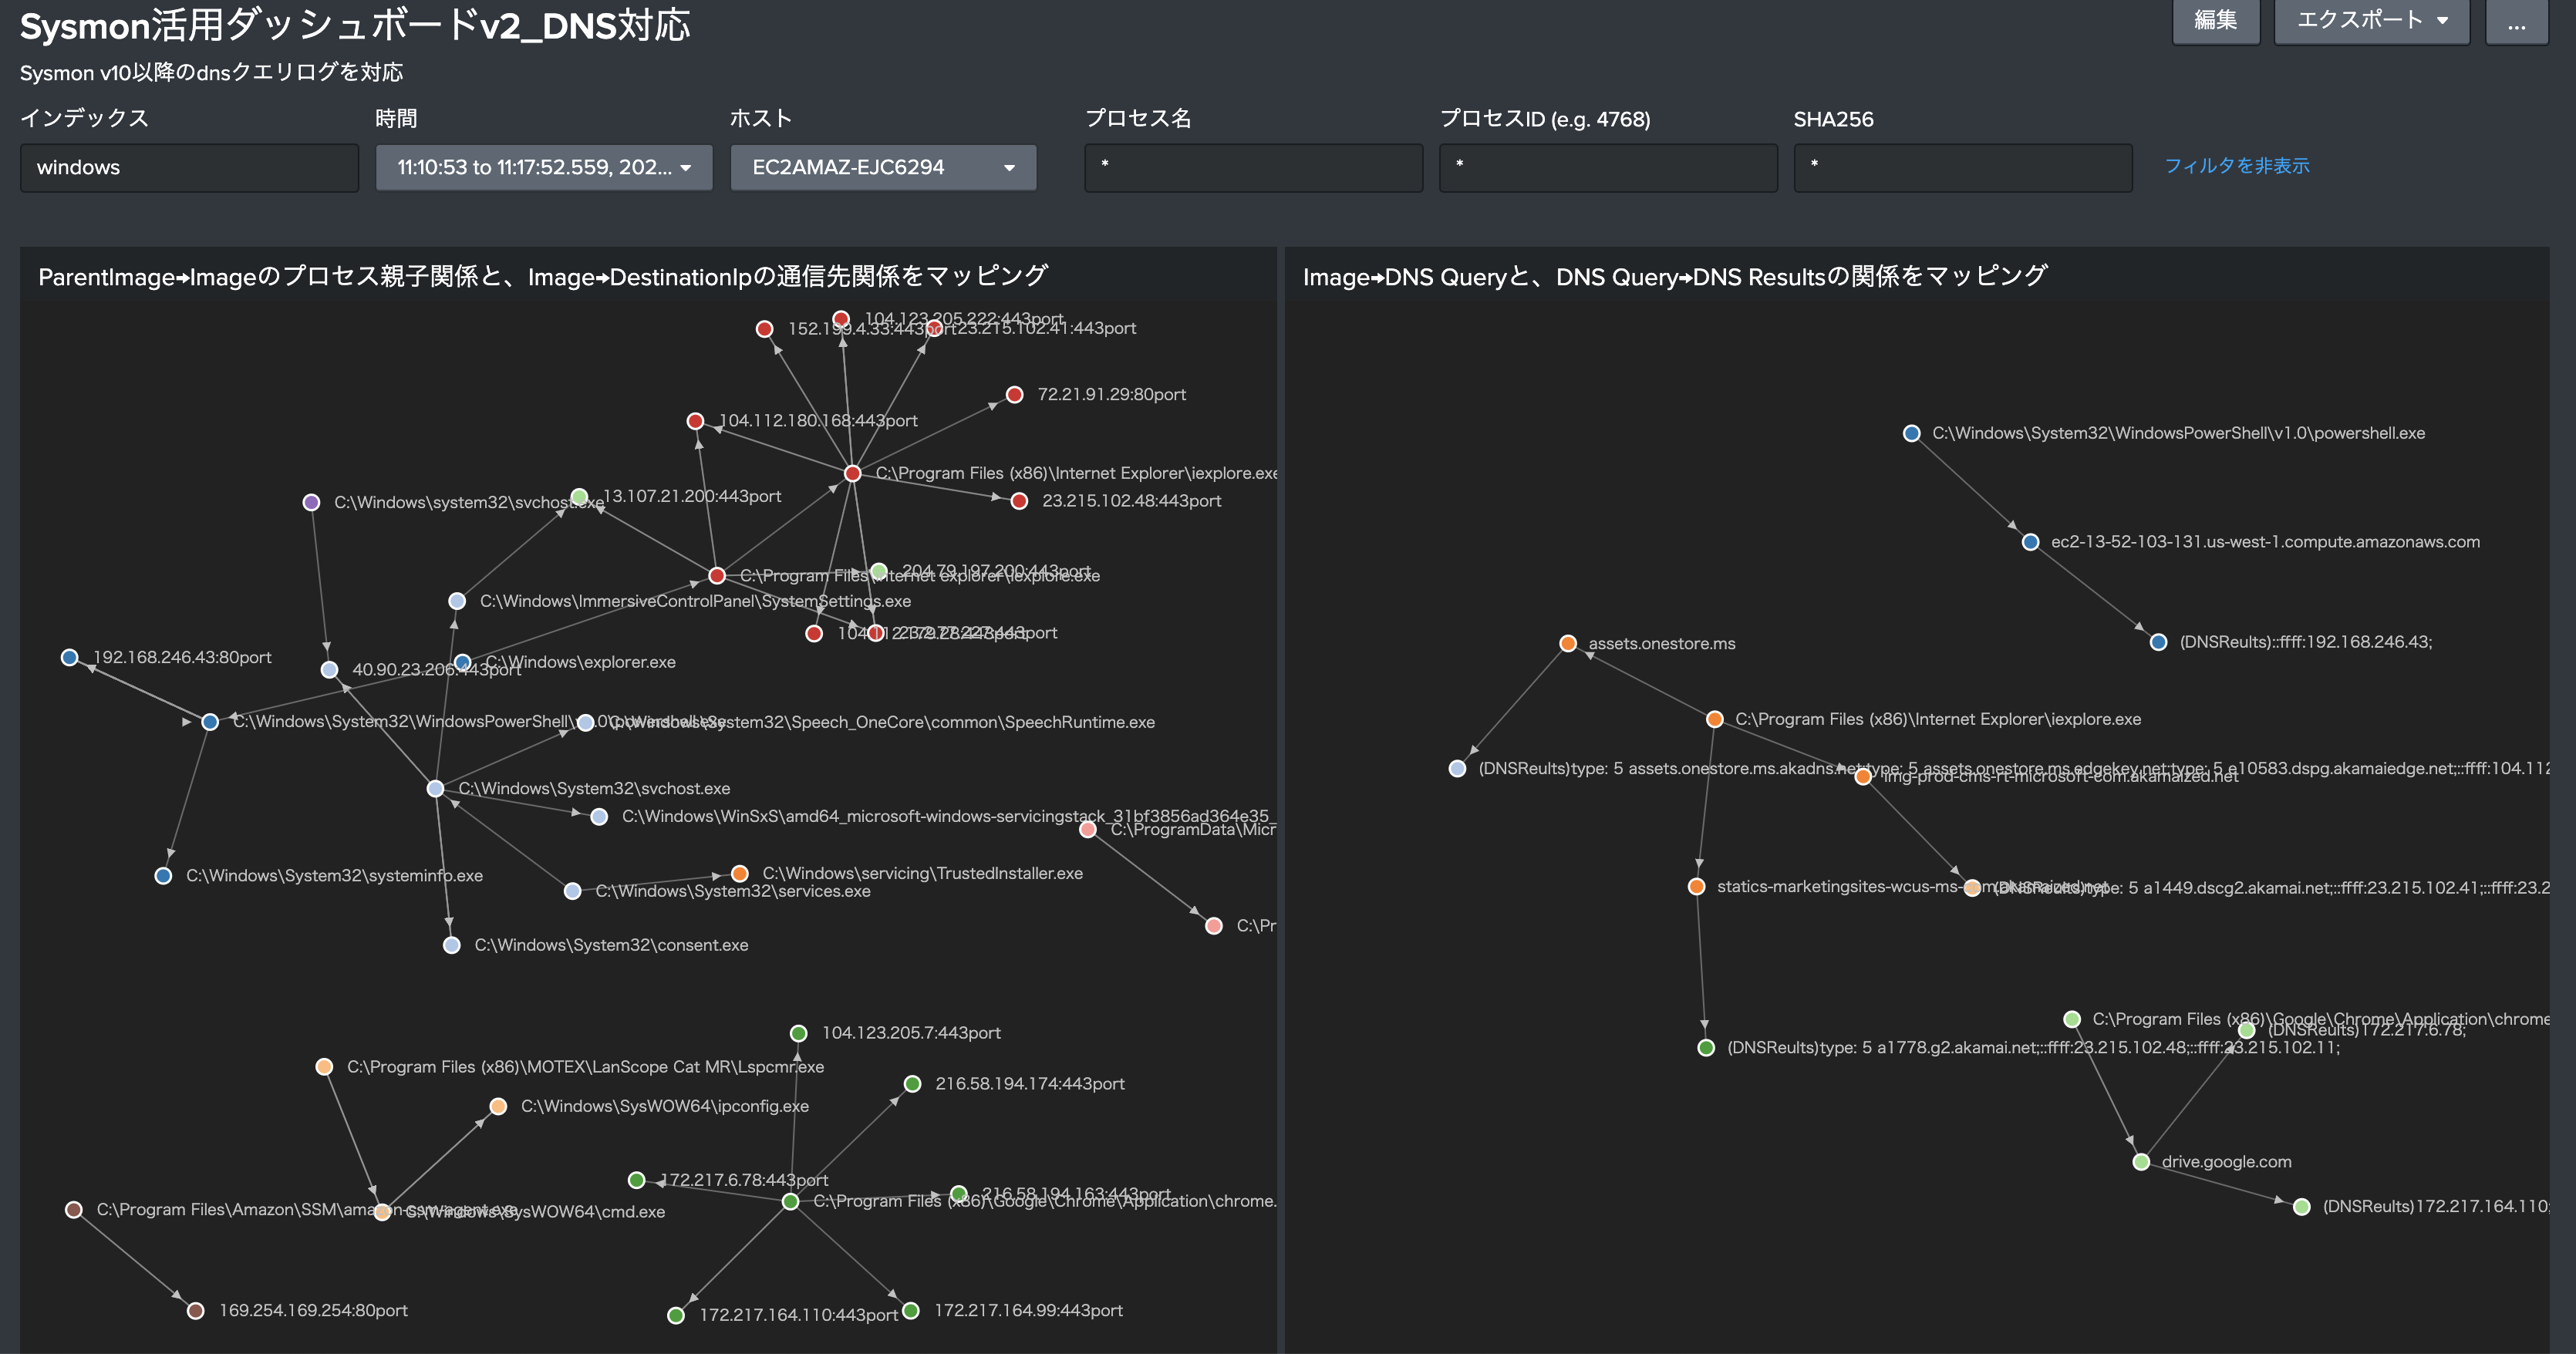 Sysmon活用ダッシュボードv2_DNS対応
編集
エクスポート
...
Sysmon v10以降のdnsクエリログを対応
インデックス
時間
ホスト
プロセス名
プロセスID (e.g. 4768)
SHA256
windows
11:10:53 to 11:17:52.559, 202...
EC2AMAZ-EJC6294
*
*
*
フィルタを非表示
ParentImage➡Imageのプロセス親子関係と、Image➡DestinationIpの通信先関係をマッピング
104.123.205.222:443port
152.199.4.33:443port
23.215.102.41:443port
72.21.91.29:80port
104.112.180.168:443port
C:\Program Files (x86)\Internet Explorer\iexplore.exe
13.107.21.200:443port
C:\Windows\system32\svchost.exe
23.215.102.48:443port
204.79.197.200:443port
C:\Program Files\internet explorer\iexplore.exe
C:\Windows\ImmersiveControlPanel\SystemSettings.exe
192.168.246.43:80port
C:\Windows\explorer.exe
40.90.23.206:443port
C:\Windows\System32\WindowsPowerShell\v1.0\powershell.exe
C:\Windows\System32\Speech_OneCore\common\SpeechRuntime.exe
C:\Windows\System32\svchost.exe
C:\Windows\WinSxS\amd64_microsoft-windows-servicingstack_31bf3856ad364e35_
C:\ProgramData\Micr
C:\Windows\System32\systeminfo.exe
C:\Windows\servicing\TrustedInstaller.exe
C:\Windows\System32\services.exe
C:\Pr
C:\Windows\System32\consent.exe
104.123.205.7:443port
C:\Program Files (x86)\MOTEX\LanScope Cat MR\Lspcmr.exe
216.58.194.174:443port
C:\Windows\SysWOW64\ipconfig.exe
172.217.6.78:443port
216.58.194.163:443port
C:\Program Files (x86)\Google\Chrome\Application\chrome.
C:\Program Files\Amazon\SSM\amazon-ssm-agent.exe
C:\Windows\SysWOW64\cmd.exe
169.254.169.254:80port
172.217.164.110:443port
172.217.164.99:443port
Image➡DNS Queryと、DNS Query➡DNS Resultsの関係をマッピング
C:\Windows\System32\WindowsPowerShell\v1.0\powershell.exe
ec2-13-52-103-131.us-west-1.compute.amazonaws.com
(DNSReults)::ffff:192.168.246.43;
assets.onestore.ms
C:\Program Files (x86)\Internet Explorer\iexplore.exe
(DNSReults)type: 5 assets.onestore.ms.akadns.net;type: 5 assets.onestore.ms.edgekey.net;type: 5 e10583.dspg.akamaiedge.net;::ffff:104.112
img-prod-cms-rt-microsoft-com.akamaized.net
statics-marketingsites-wcus-ms-com.akamaized.net
(DNSReults)type: 5 a1449.dscg2.akamai.net;::ffff:23.215.102.41;::ffff:23.2
(DNSReults)type: 5 a1778.g2.akamai.net;::ffff:23.215.102.48;::ffff:23.215.102.11;
C:\Program Files (x86)\Google\Chrome\Application\chrome
(DNSReults)172.217.6.78;
drive.google.com
(DNSReults)172.217.164.110;